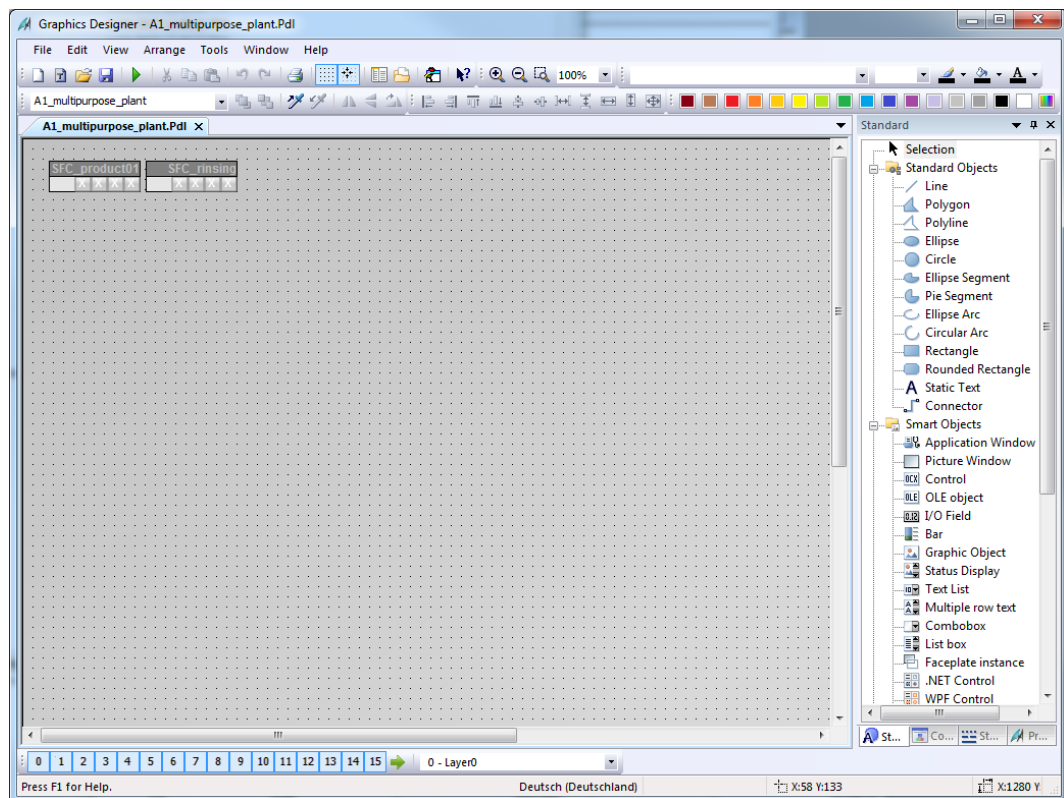 Graphics Designer - A1_multipurpose_plant.Pdl
File Edit View Arrange Tools Window Help
100%
A1_multipurpose_plant
A1_multipurpose_plant.Pdl
Standard
SFC_product01 SFC_rinsing
X X X X X X X X
Selection
Standard Objects
Line
Polygon
Polyline
Ellipse
Circle
Ellipse Segment
Pie Segment
Ellipse Arc
Circular Arc
Rectangle
Rounded Rectangle
A Static Text
Connector
Smart Objects
Application Window
Picture Window
OCX Control
OLE OLE object
0.12 I/O Field
Bar
Graphic Object
Status Display
Text List
Multiple row text
Combobox
List box
Faceplate instance
.NET Control
WPF Control
St... Co... St... Pr...
0 1 2 3 4 5 6 7 8 9 10 11 12 13 14 15 0 - Layer0
Press F1 for Help. Deutsch (Deutschland) X:58 Y:133 X:1280 Y: